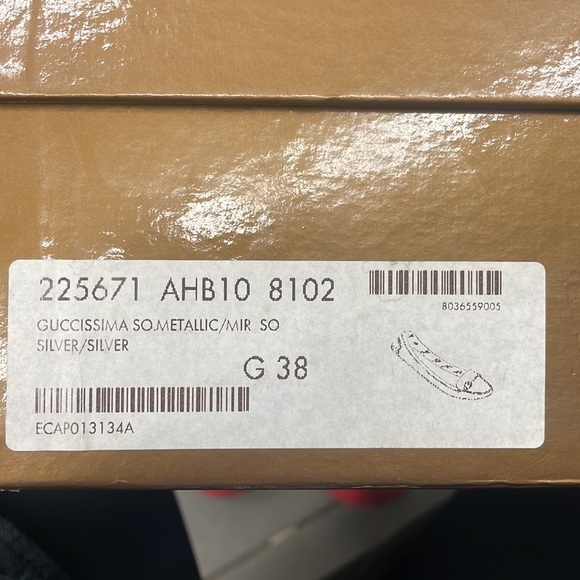 225671 AHB10 8102
8036559005
GUCCISSIMA SO.METALLIC/MIR SO
SILVER/SILVER
G 38
ECAP013134A